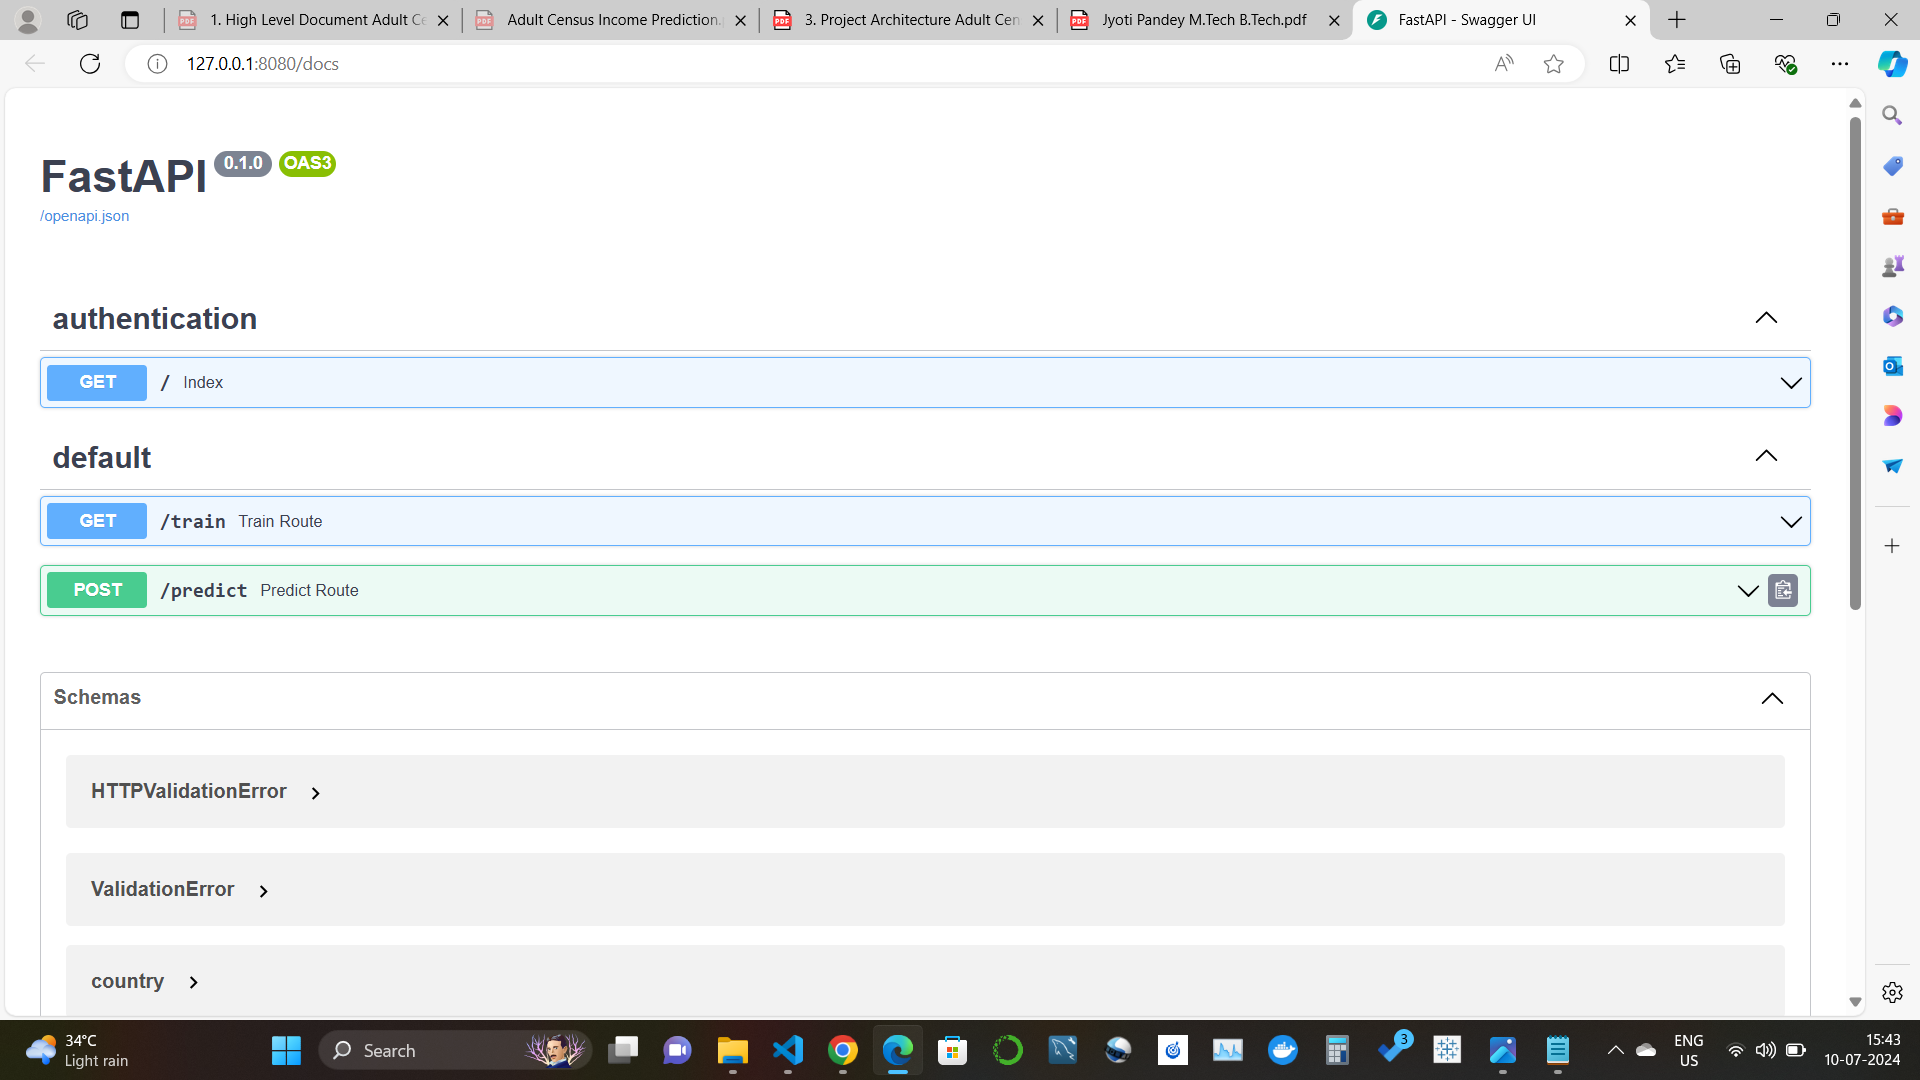 1. High Level Document Adult Ce
Adult Census Income Prediction.
3. Project Architecture Adult Cen
Jyoti Pandey M.Tech B.Tech.pdf
FastAPI - Swagger UI
127.0.0.1:8080/docs
FastAPI 0.1.0 OAS3
/openapi.json
authentication
GET / Index
default
GET /train Train Route
POST /predict Predict Route
Schemas
HTTPValidationError
ValidationError
country
34°C
Light rain
Search
3
ENG
US
15:43
10-07-2024